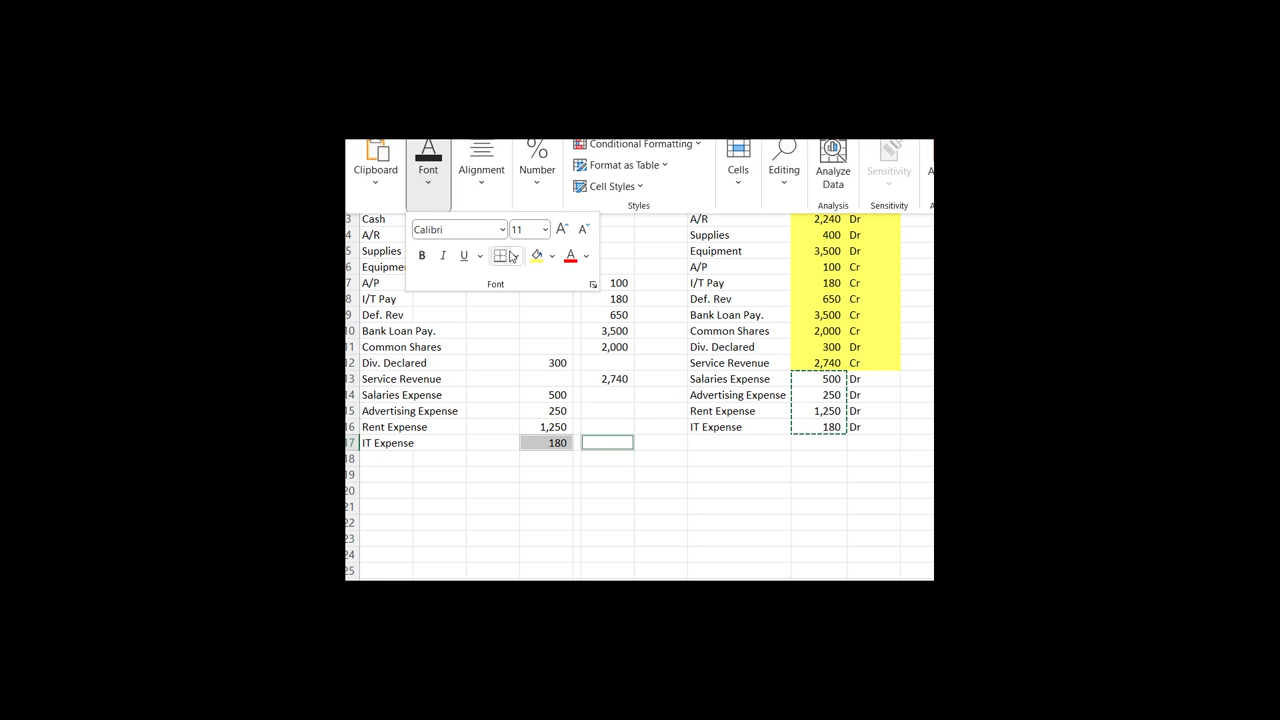 Clipboard Font Alignment Number Conditional Formatting Cells Editing Analyze Data Sensitivity
Format as Table
Cell Styles
Styles Analysis Sensitivity
Calibri 11
B I U A
Font
3 Cash A/R 2,240 Dr
4 A/R Supplies 400 Dr
5 Supplies Equipment 3,500 Dr
6 Equipme A/P 100 Cr
7 A/P 100 I/T Pay 180 Cr
8 I/T Pay 180 Def. Rev 650 Cr
9 Def. Rev 650 Bank Loan Pay. 3,500 Cr
10 Bank Loan Pay. 3,500 Common Shares 2,000 Cr
11 Common Shares 2,000 Div. Declared 300 Dr
12 Div. Declared 300 Service Revenue 2,740 Cr
13 Service Revenue 2,740 Salaries Expense 500 Dr
14 Salaries Expense 500 Advertising Expense 250 Dr
15 Advertising Expense 250 Rent Expense 1,250 Dr
16 Rent Expense 1,250 IT Expense 180 Dr
17 IT Expense 180
18
19
20
21
22
23
24
25